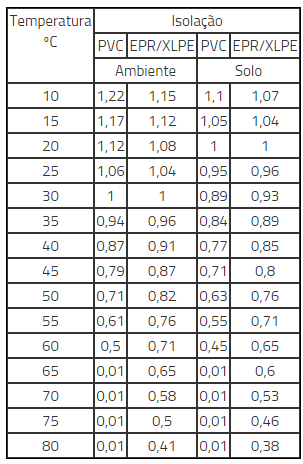 Temperatura ºC Isolação
PVC EPR/XLPE PVC EPR/XLPE
Ambiente Solo
10 1,22 1,15 1,1 1,07
15 1,17 1,12 1,05 1,04
20 1,12 1,08 1 1
25 1,06 1,04 0,95 0,96
30 1 1 0,89 0,93
35 0,94 0,96 0,84 0,89
40 0,87 0,91 0,77 0,85
45 0,79 0,87 0,71 0,8
50 0,71 0,82 0,63 0,76
55 0,61 0,76 0,55 0,71
60 0,5 0,71 0,45 0,65
65 0,01 0,65 0,01 0,6
70 0,01 0,58 0,01 0,53
75 0,01 0,5 0,01 0,46
80 0,01 0,41 0,01 0,38